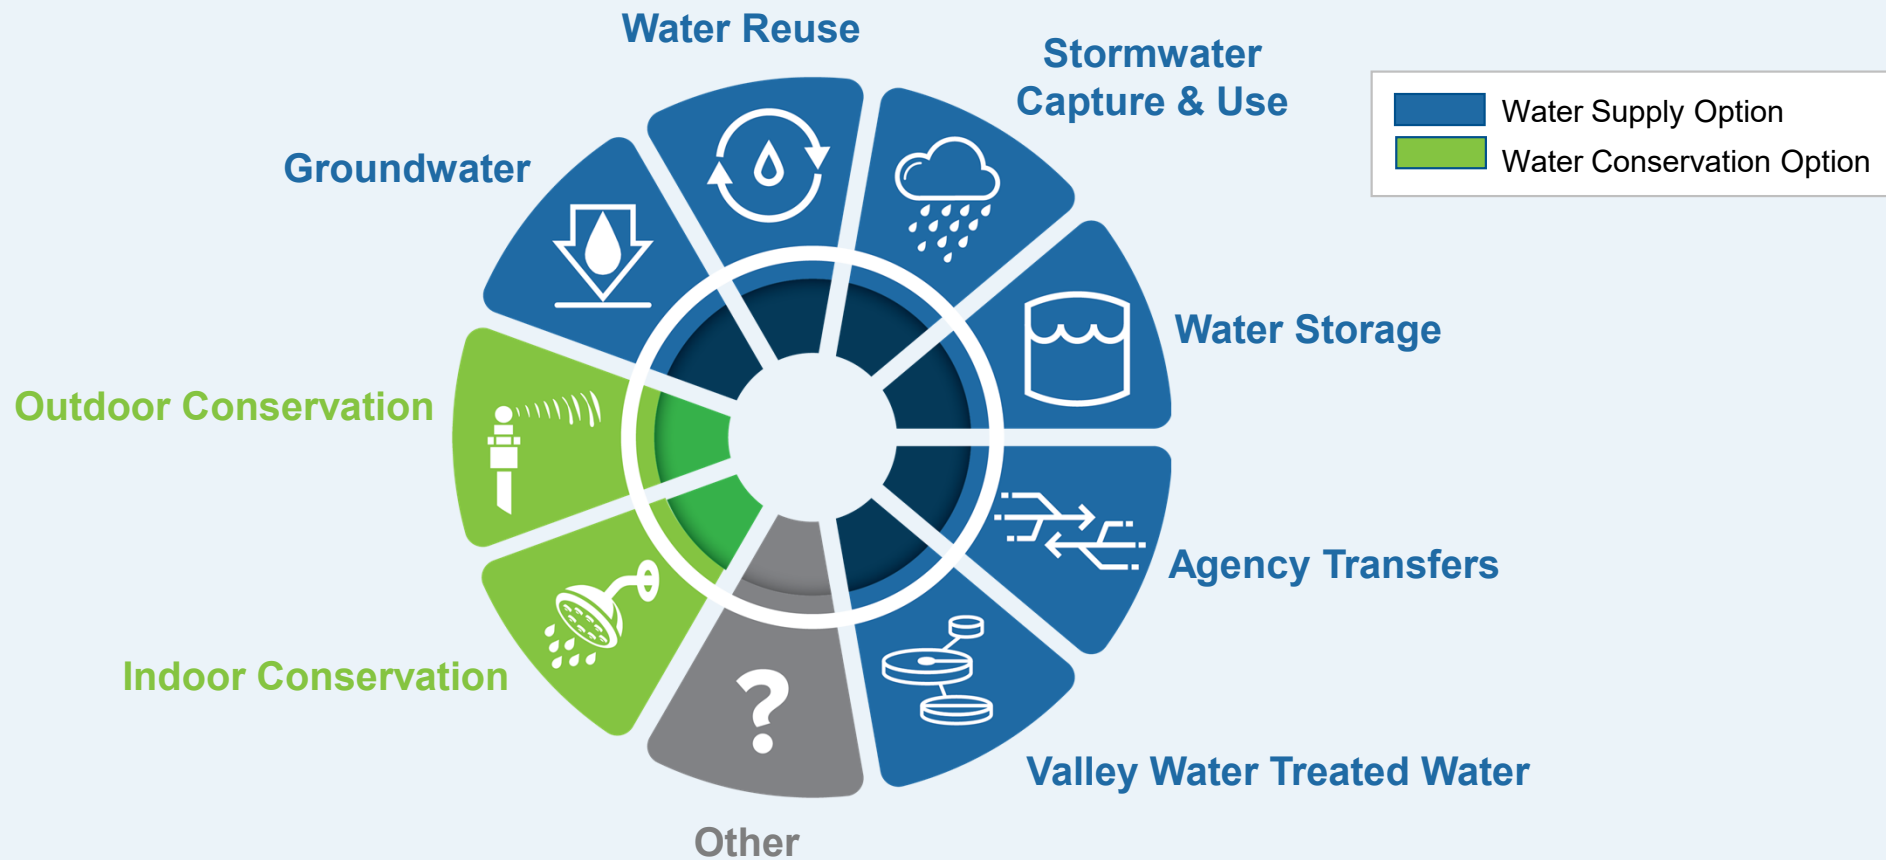 Water Reuse
Stormwater
Capture & Use
Water Supply Option
Water Conservation Option
Groundwater
Water Storage
Outdoor Conservation
Agency Transfers
Indoor Conservation
?
Valley Water Treated Water
Other